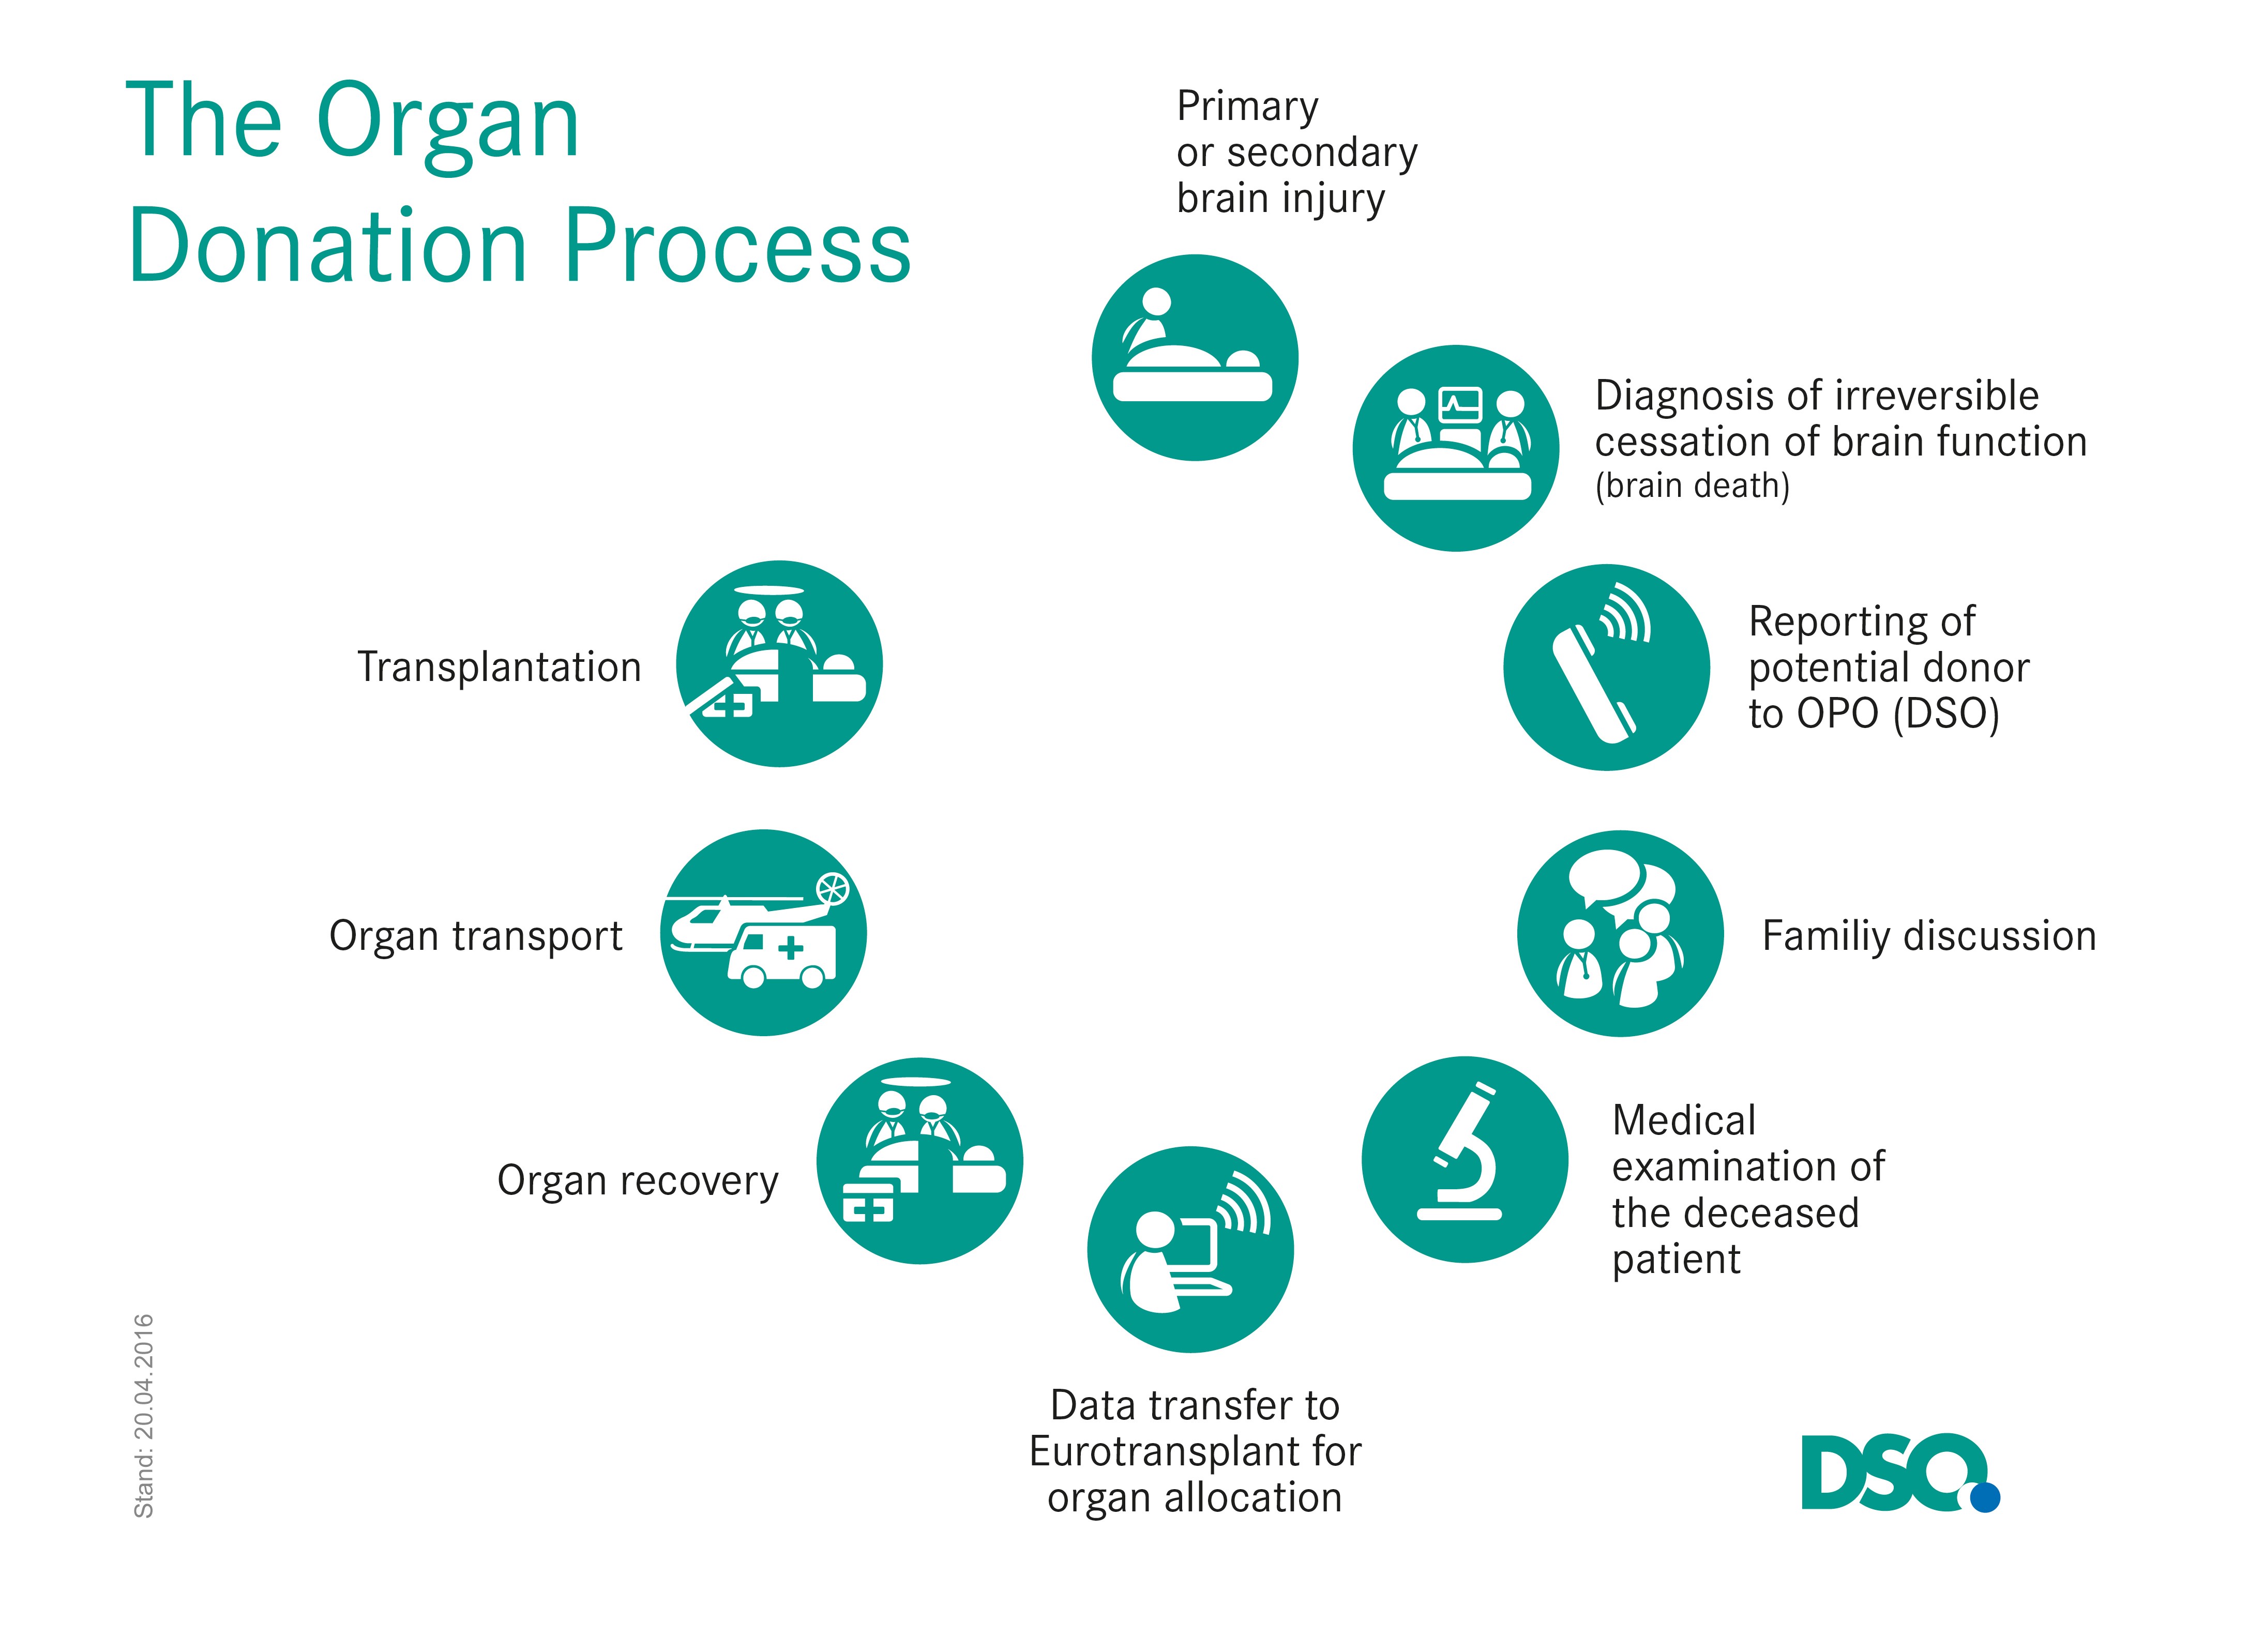 The Organ
Donation Process
Primary
or secondary
brain injury
Diagnosis of irreversible
cessation of brain function
(brain death)
Reporting of
potential donor
to OPO (DSO)
Familiy discussion
Medical
examination of
the deceased
patient
Data transfer to
Eurotransplant for
organ allocation
Organ recovery
Organ transport
Transplantation
Stand: 20.04.2016
DSO